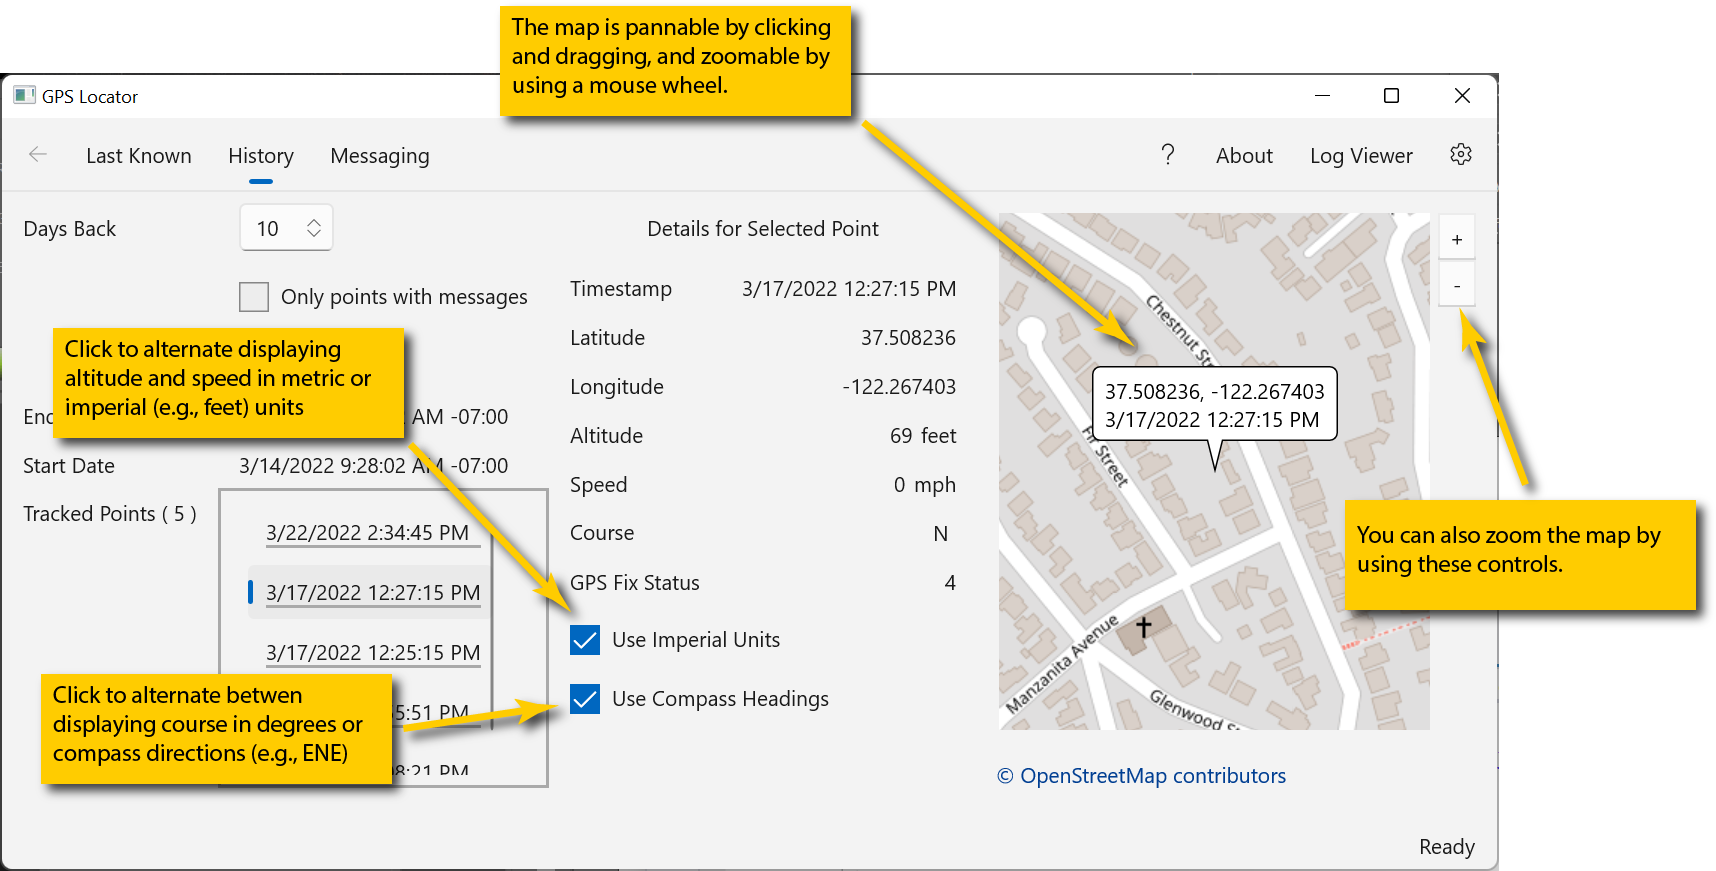 The map is pannable by clicking
and dragging, and zoomable by
using a mouse wheel.
GPS Locator
Last Known
History
Messaging
?
About
Log Viewer
Days Back
10
Only points with messages
Click to alternate displaying
altitude and speed in metric or
imperial (e.g., feet) units
AM -07:00
Start Date
3/14/2022 9:28:02 AM -07:00
Tracked Points ( 5 )
3/22/2022 2:34:45 PM
3/17/2022 12:27:15 PM
3/17/2022 12:25:15 PM
5:51 PM
8:21 PM
Click to alternate betwen
displaying course in degrees or
compass directions (e.g., ENE)
Details for Selected Point
Timestamp 3/17/2022 12:27:15 PM
Latitude 37.508236
Longitude -122.267403
Altitude 69 feet
Speed 0 mph
Course N
GPS Fix Status 4
Use Imperial Units
Use Compass Headings
+
-
Chestnut Str
37.508236, -122.267403
3/17/2022 12:27:15 PM
Fir Street
Manzanita Avenue
Glenwood S
You can also zoom the map by
using these controls.
© OpenStreetMap contributors
Ready